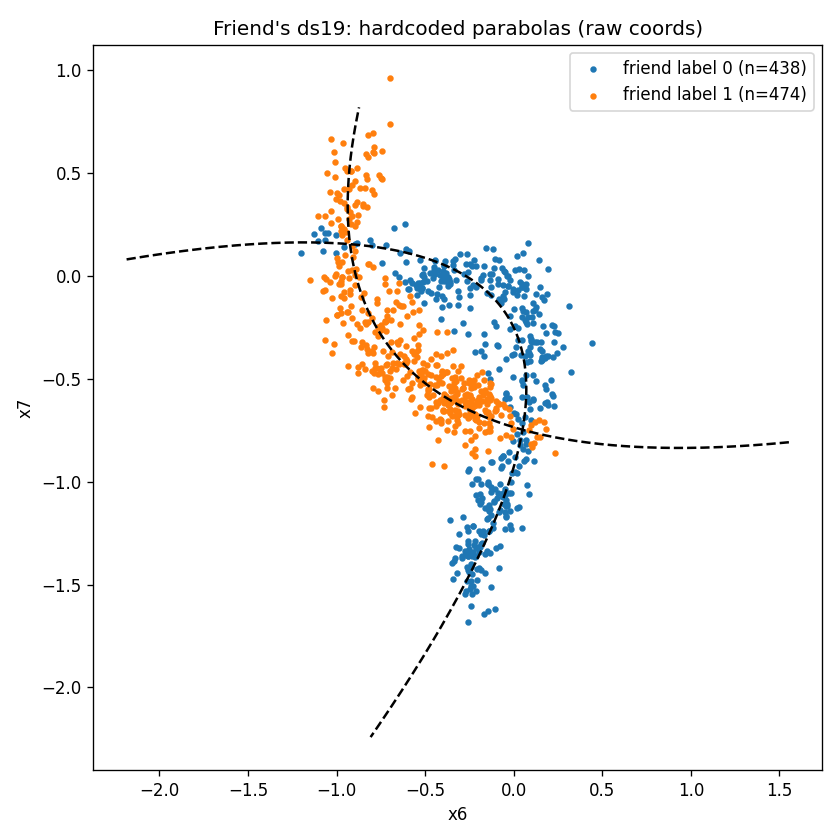 Friend's ds19: hardcoded parabolas (raw coords)
friend label 0 (n=438)
friend label 1 (n=474)
1.0
0.5
0.0
−0.5
−1.0
−1.5
−2.0
x7
−2.0 −1.5 −1.0 −0.5 0.0 0.5 1.0 1.5
x6